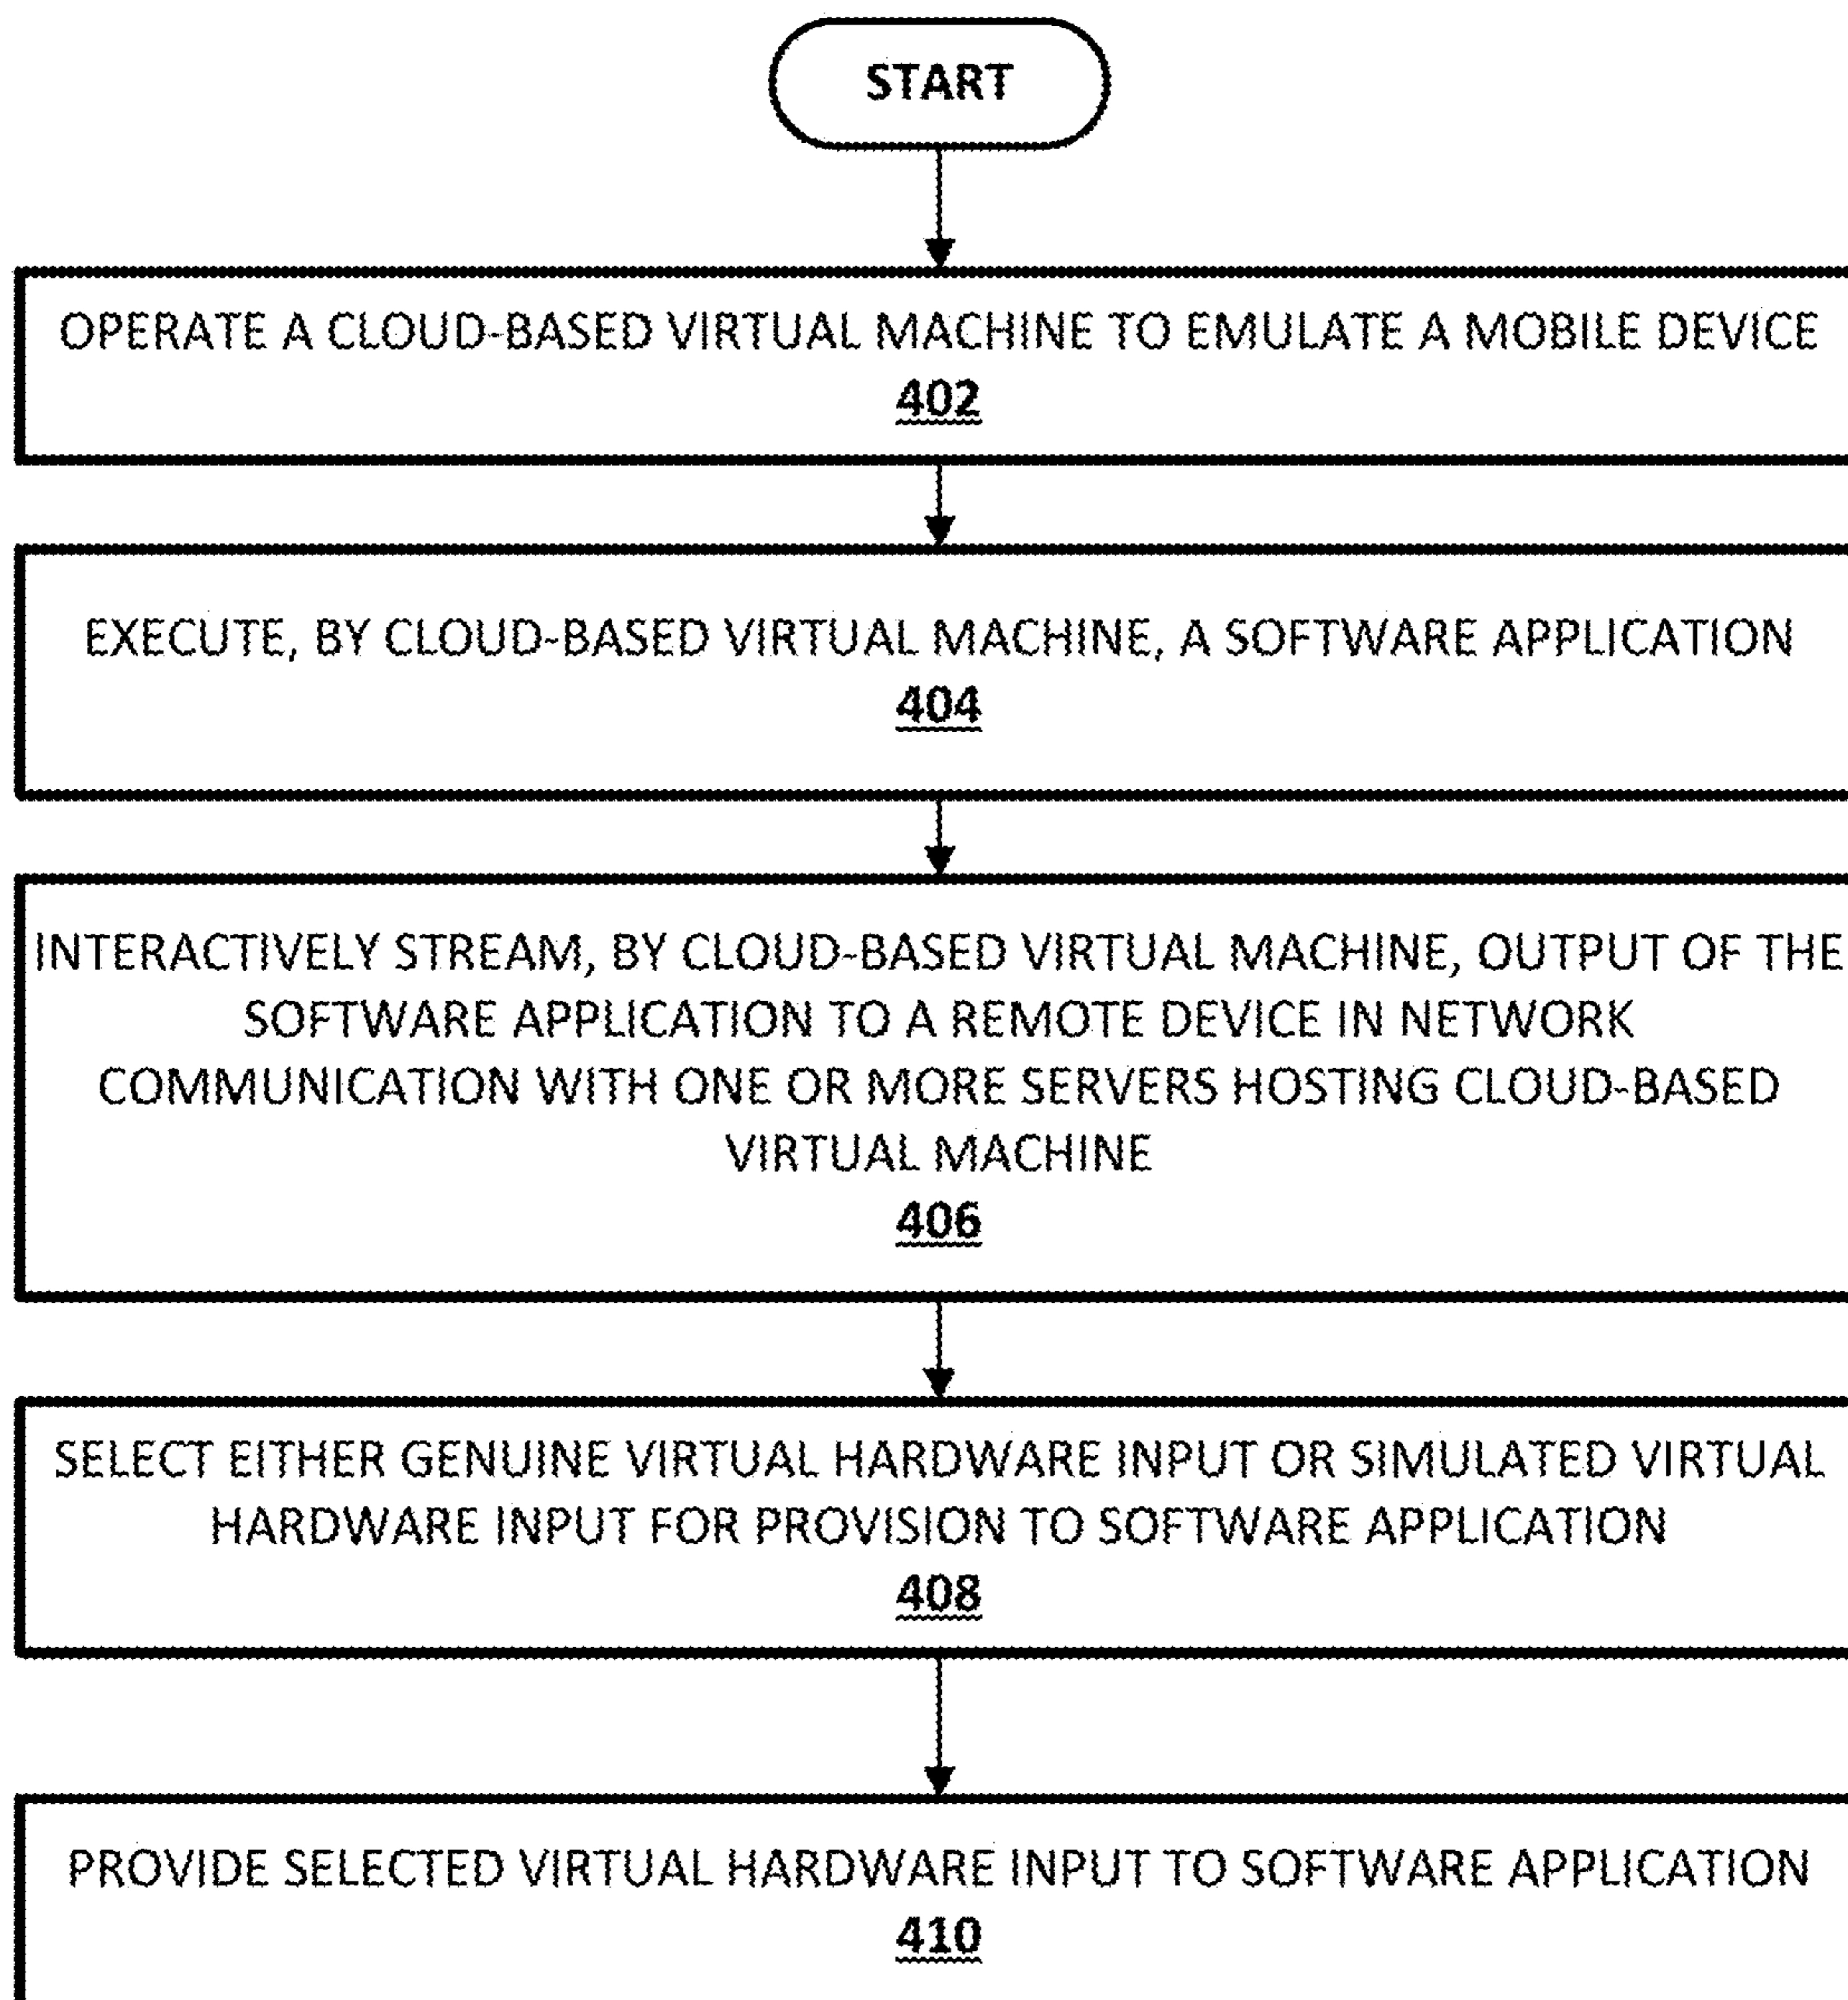 START
OPERATE A CLOUD-BASED VIRTUAL MACHINE TO EMULATE A MOBILE DEVICE
402
EXECUTE, BY CLOUD-BASED VIRTUAL MACHINE, A SOFTWARE APPLICATION
404
INTERACTIVELY STREAM, BY CLOUD-BASED VIRTUAL MACHINE, OUTPUT OF THE
SOFTWARE APPLICATION TO A REMOTE DEVICE IN NETWORK
COMMUNICATION WITH ONE OR MORE SERVERS HOSTING CLOUD-BASED
VIRTUAL MACHINE
406
SELECT EITHER GENUINE VIRTUAL HARDWARE INPUT OR SIMULATED VIRTUAL
HARDWARE INPUT FOR PROVISION TO SOFTWARE APPLICATION
408
PROVIDE SELECTED VIRTUAL HARDWARE INPUT TO SOFTWARE APPLICATION
410